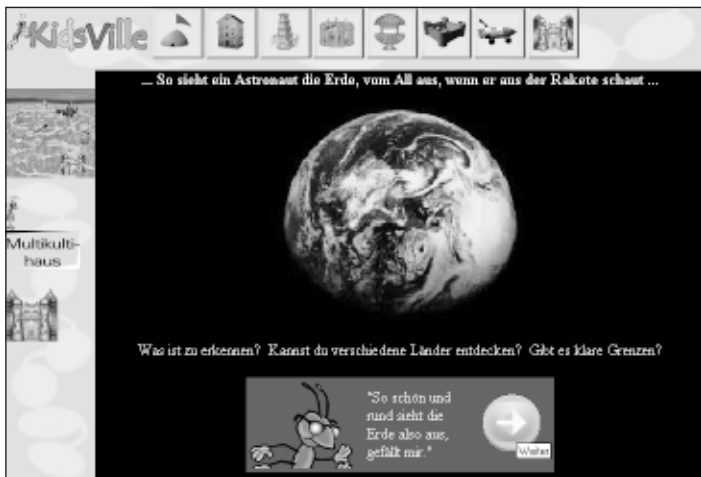 KidsVille
... So sieht ein Astronaut die Erde, vom All aus, wenn er aus der Rakete schaut ...
Multikulti-
haus
Was ist zu erkennen? Kannst du verschiedene Länder entdecken? Gibt es klare Grenzen?
"So schön und
rund sieht die
Erde also aus,
gefällt mir."
Weiter